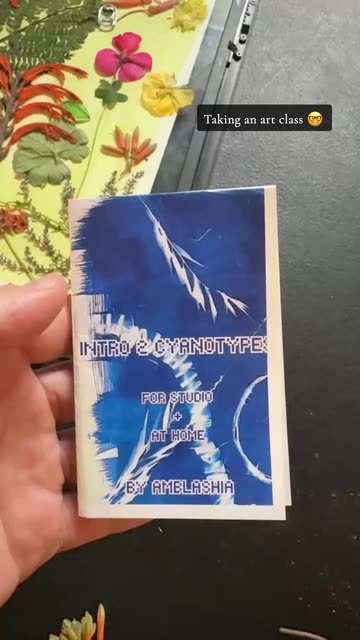 Taking an art class 🤓
INTRO 2 CYANOTYPES
FOR STUDIO
+
AT HOME
BY AMBLASHIA